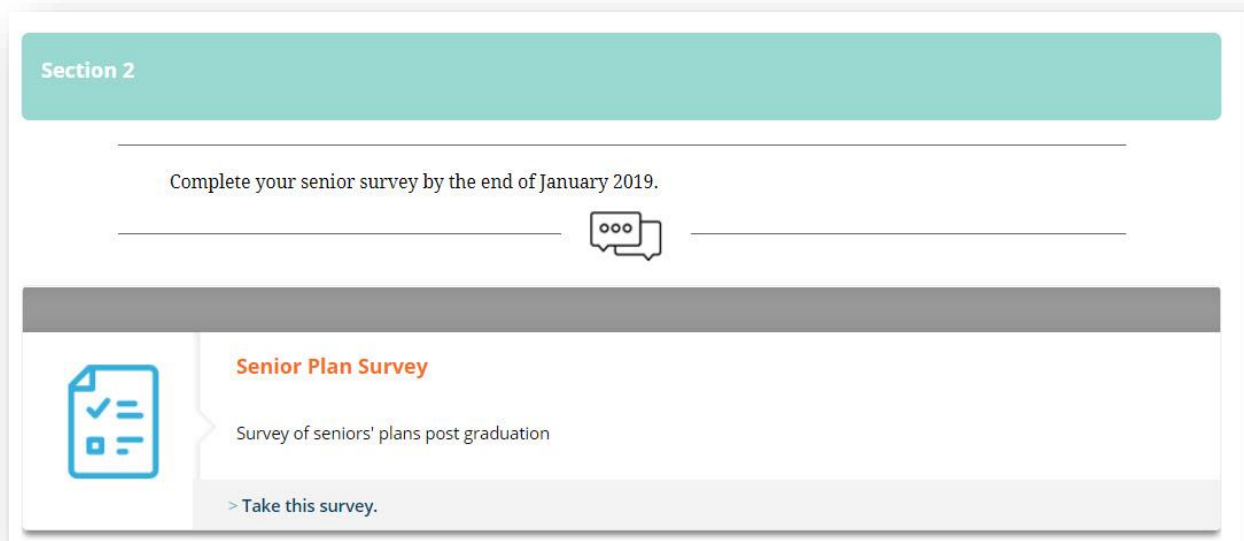 Section 2
Complete your senior survey by the end of January 2019.
Senior Plan Survey
Survey of seniors' plans post graduation
> Take this survey.